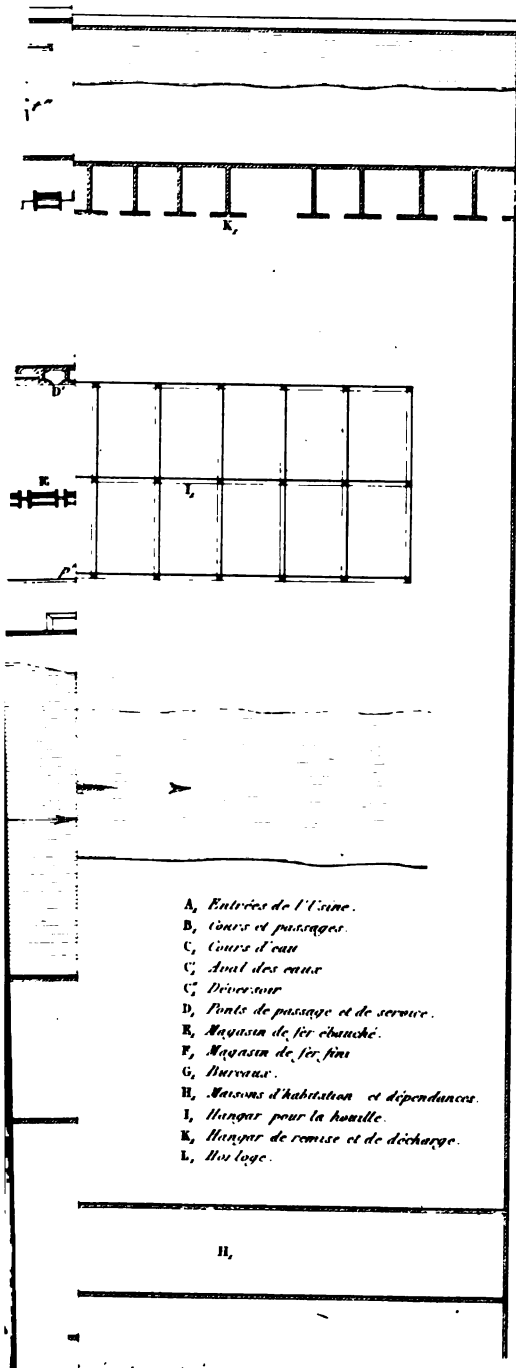 K,
D'
E
I,
p"
A, Entrées de l'Usine.
B, Cours et passages.
C, Cours d'eau
C', Aval des eaux
C", Déversoir
D, Ponts de passage et de service.
E, Magasin de fer ébauché.
F, Magasin de fer fini
G, Bureaux.
H, Maisons d'habitation et dépendances.
I, Hangar pour la houille.
K, Hangar de remise et de décharge.
L, Horloge.
H,